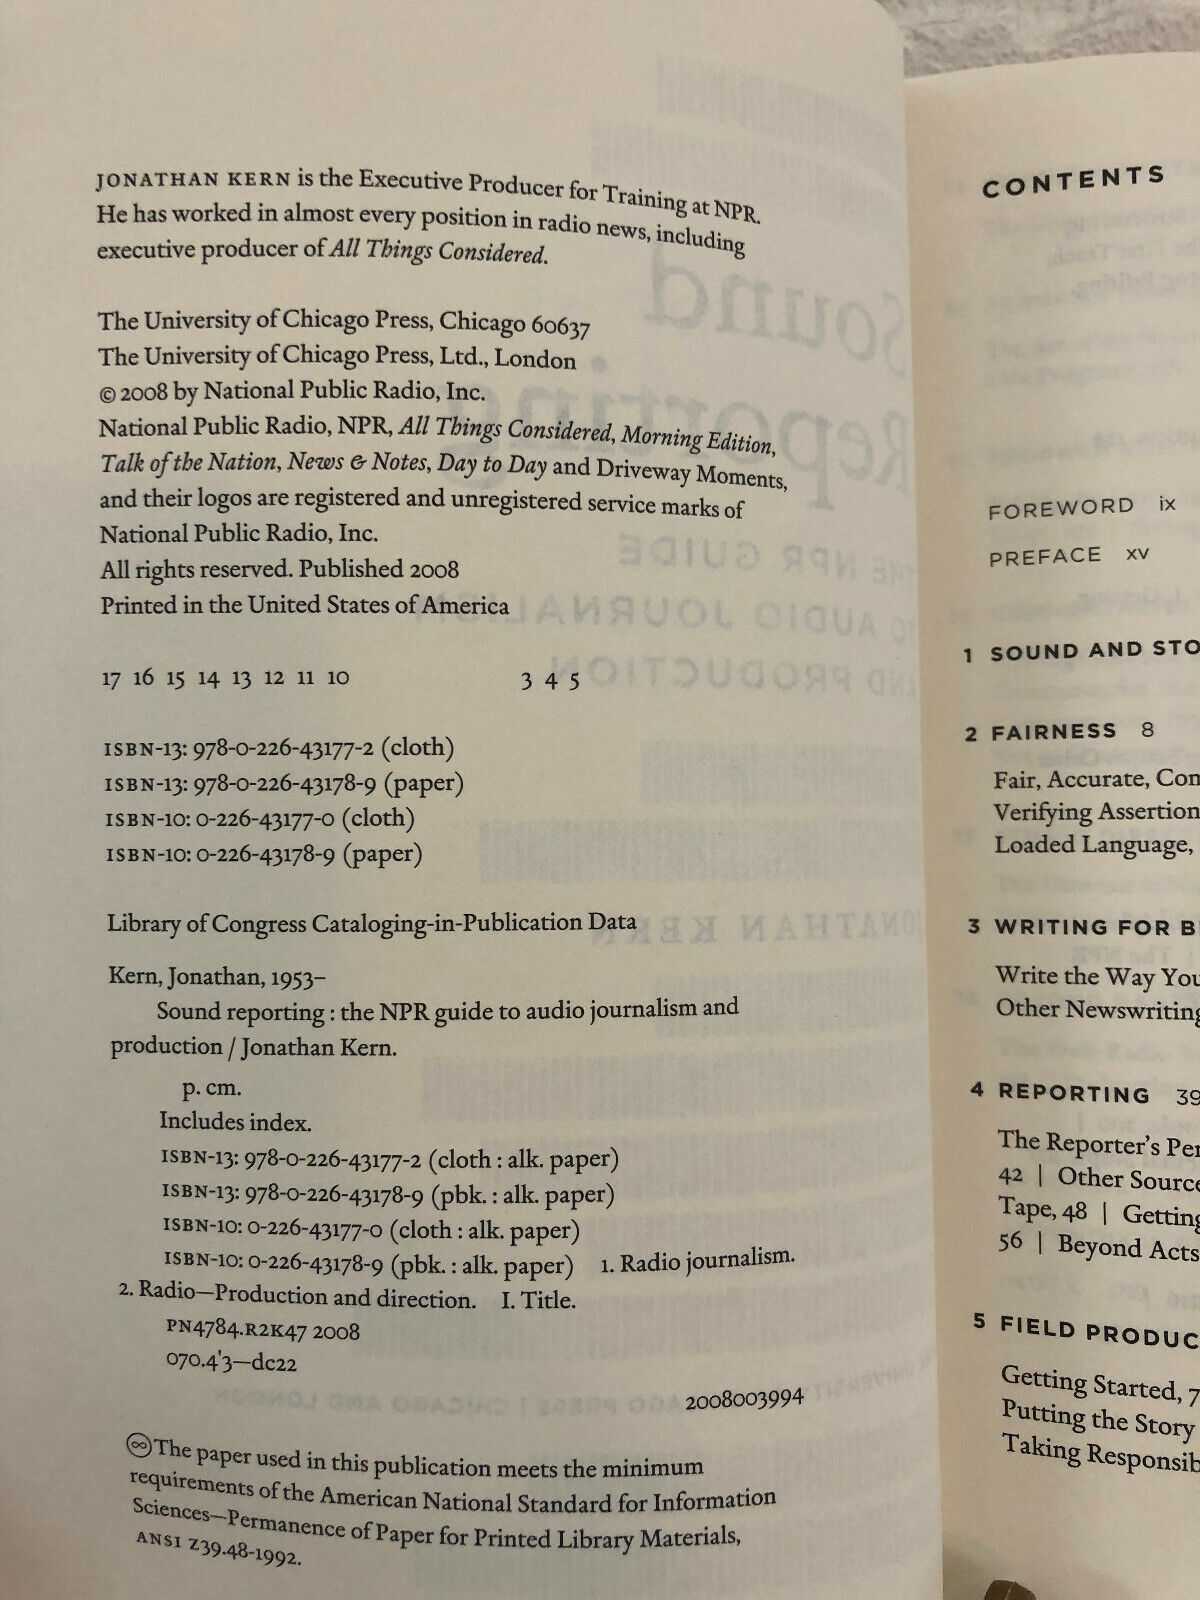 JONATHAN KERN is the Executive Producer for Training at NPR.
He has worked in almost every position in radio news, including
executive producer of All Things Considered.
The University of Chicago Press, Chicago 60637
The University of Chicago Press, Ltd., London
© 2008 by National Public Radio, Inc.
National Public Radio, NPR, All Things Considered, Morning Edition,
Talk of the Nation, News & Notes, Day to Day and Driveway Moments,
and their logos are registered and unregistered service marks of
National Public Radio, Inc.
All rights reserved. Published 2008
Printed in the United States of America
17 16 15 14 13 12 11 10 3 4 5
ISBN-13: 978-0-226-43177-2 (cloth)
ISBN-13: 978-0-226-43178-9 (paper)
ISBN-10: 0-226-43177-0 (cloth)
ISBN-10: 0-226-43178-9 (paper)
Library of Congress Cataloging-in-Publication Data
Kern, Jonathan, 1953–
Sound reporting : the NPR guide to audio journalism and
production / Jonathan Kern.
p. cm.
Includes index.
ISBN-13: 978-0-226-43177-2 (cloth : alk. paper)
ISBN-13: 978-0-226-43178-9 (pbk. : alk. paper)
ISBN-10: 0-226-43177-0 (cloth : alk. paper)
ISBN-10: 0-226-43178-9 (pbk. : alk. paper) 1. Radio journalism.
2. Radio—Production and direction. I. Title.
PN4784.R2K47 2008
070.4'3—dc22
2008003994
♾ The paper used in this publication meets the minimum
requirements of the American National Standard for Information
Sciences—Permanence of Paper for Printed Library Materials,
ANSI Z39.48-1992.
CONTENTS
FOREWORD ix
PREFACE xv
1 SOUND AND STO
2 FAIRNESS 8
Fair, Accurate, Com
Verifying Assertion
Loaded Language,
3 WRITING FOR B
Write the Way You
Other Newswriting
4 REPORTING 39
The Reporter's Per
42 | Other Source
Tape, 48 | Getting
56 | Beyond Acts
5 FIELD PRODUC
Getting Started, 7
Putting the Story
Taking Responsib